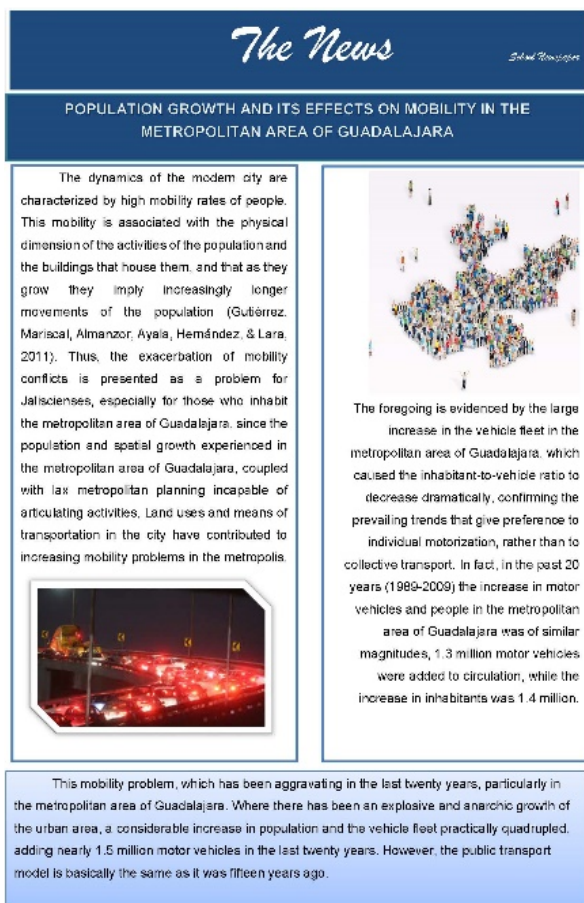 The News
School Newspaper
POPULATION GROWTH AND ITS EFFECTS ON MOBILITY IN THE
METROPOLITAN AREA OF GUADALAJARA
The dynamics of the modern city are
characterized by high mobility rates of people.
This mobility is associated with the physical
dimension of the activities of the population and
the buildings that house them, and that as they
grow they imply increasingly longer
movements of the population (Gutiérrez,
Mariscal, Almanzor, Ayala, Hernández, & Lara,
2011). Thus, the exacerbation of mobility
conflicts is presented as a problem for
Jaliscienses, especially for those who inhabit
the metropolitan area of Guadalajara, since the
population and spatial growth experienced in
the metropolitan area of Guadalajara, coupled
with lax metropolitan planning incapable of
articulating activities, Land uses and means of
transportation in the city have contributed to
increasing mobility problems in the metropolis.
The foregoing is evidenced by the large
increase in the vehicle fleet in the
metropolitan area of Guadalajara, which
caused the inhabitant-to-vehicle ratio to
decrease dramatically, confirming the
prevailing trends that give preference to
individual motorization, rather than to
collective transport. In fact, in the past 20
years (1989-2009) the increase in motor
vehicles and people in the metropolitan
area of Guadalajara was of similar
magnitudes, 1.3 million motor vehicles
were added to circulation, while the
increase in inhabitants was 1.4 million.
This mobility problem, which has been aggravating in the last twenty years, particularly in
the metropolitan area of Guadalajara. Where there has been an explosive and anarchic growth of
the urban area, a considerable increase in population and the vehicle fleet practically quadrupled,
adding nearly 1.5 million motor vehicles in the last twenty years. However, the public transport
model is basically the same as it was fifteen years ago.